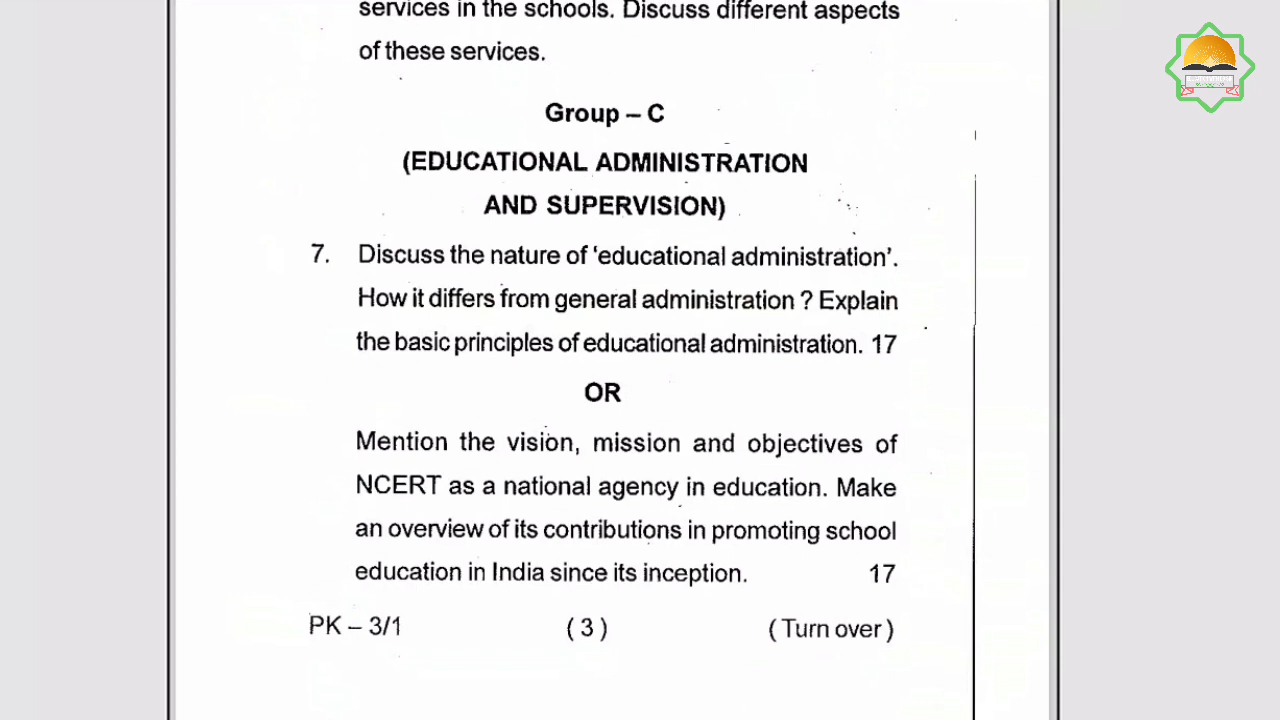 services in the schools. Discuss different aspects
of these services.
Group – C
(EDUCATIONAL ADMINISTRATION
AND SUPERVISION)
7. Discuss the nature of ‘educational administration’.
How it differs from general administration ? Explain
the basic principles of educational administration. 17
OR
Mention the vision, mission and objectives of
NCERT as a national agency in education. Make
an overview of its contributions in promoting school
education in India since its inception. 17
PK – 3/1 ( 3 ) ( Turn over )